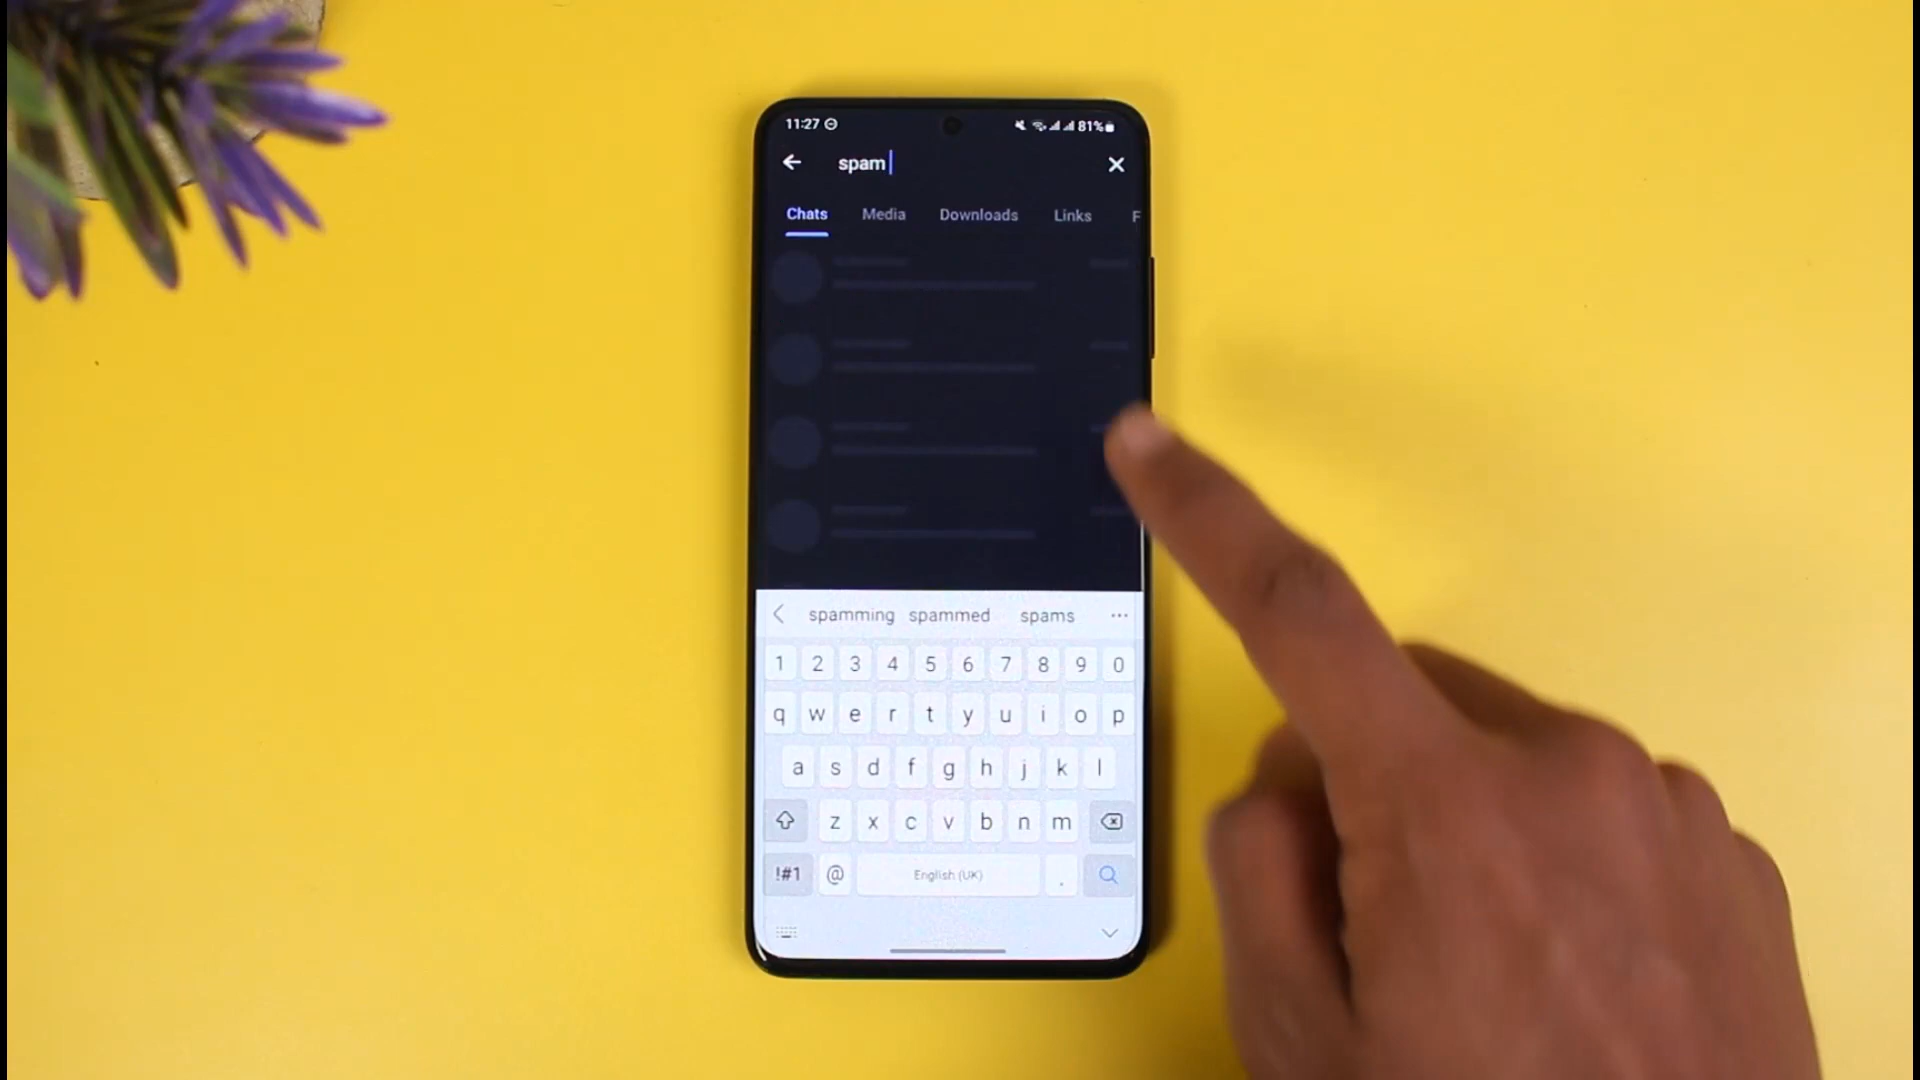 11:27 81%
spam
Chats Media Downloads Links F
spamming spammed spams
1 2 3 4 5 6 7 8 9 0
q w e r t y u i o p
a s d f g h j k l
z x c v b n m
!#1 @ English (UK) .